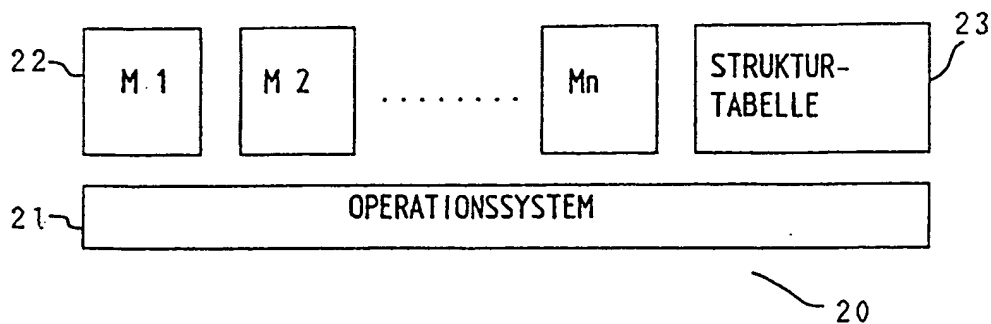 22 M 1 M 2 ........ Mn STRUKTUR- 23
TABELLE
21 OPERATIONSSYSTEM
20